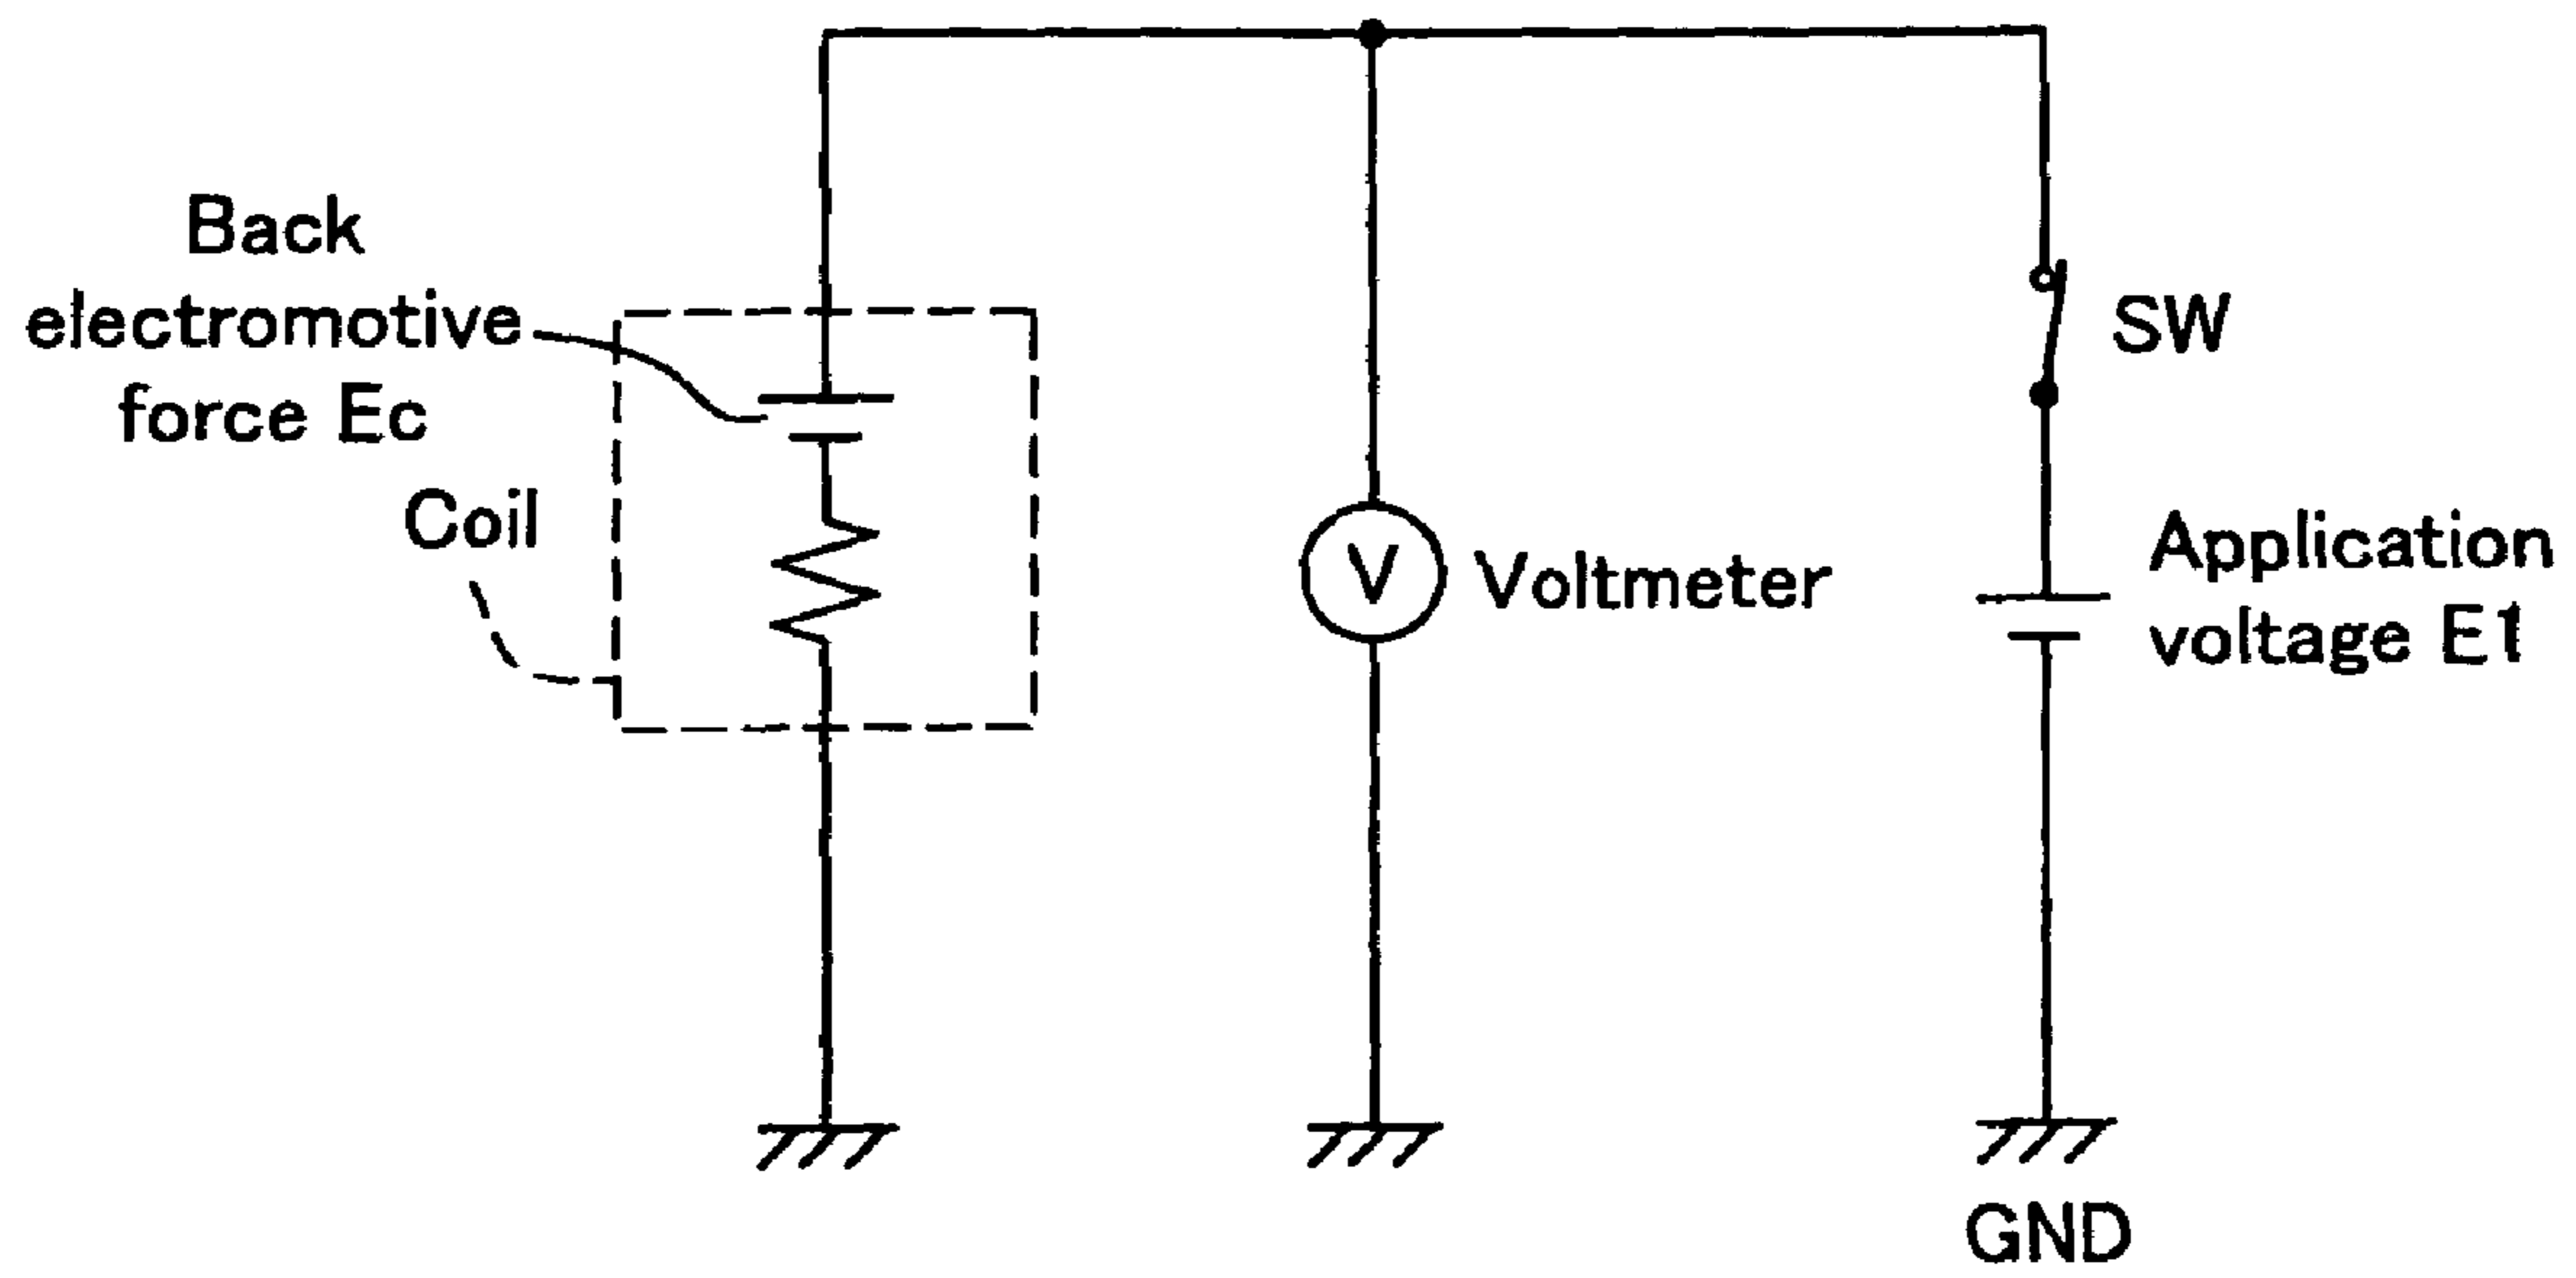 Back
electromotive
force Ec
Coil
V
Voltmeter
SW
Application
voltage E1
GND